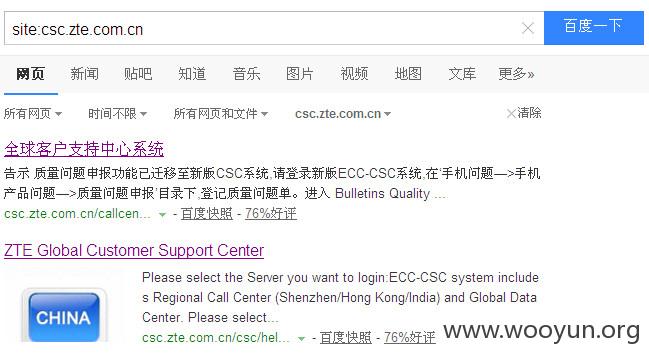 site:csc.zte.com.cn 百度一下
网页 新闻 贴吧 知道 音乐 图片 视频 地图 文库 更多»
所有网页 时间不限 所有网页和文件 csc.zte.com.cn 清除
全球客户支持中心系统
告示 质量问题申报功能已迁移至新版CSC系统,请登录新版ECC-CSC系统,在'手机问题—>手机
产品问题—>质量问题申报'目录下,登记质量问题单。进入 Bulletins Quality ...
csc.zte.com.cn/callcen... - 百度快照 - 76%好评
ZTE Global Customer Support Center
Please select the Server you want to login:ECC-CSC system include
s Regional Call Center (Shenzhen/Hong Kong/India) and Global Data
Center. Please select...
CHINA
csc.zte.com.cn/csc/hel... - 百度快照 - 76%好评
www.wooyun.org